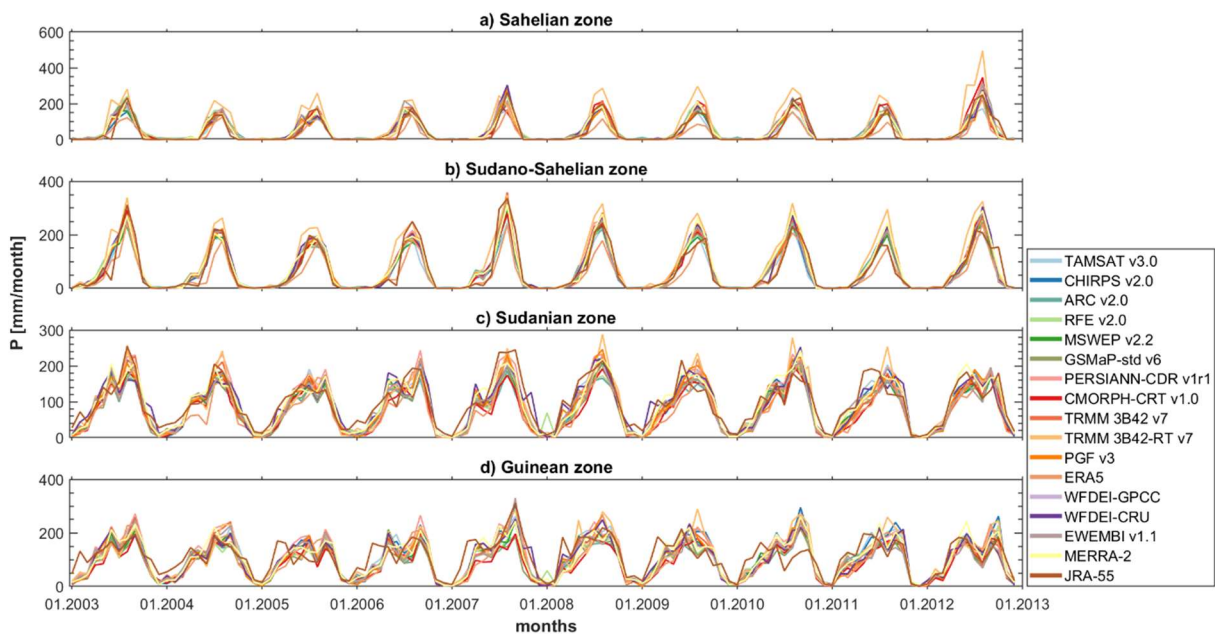 a) Sahelian zone
600
400
200
0
b) Sudano-Sahelian zone
400
200
0
c) Sudanian zone
300
200
100
0
d) Guinean zone
400
200
0
P [mm/month]
01.2003 01.2004 01.2005 01.2006 01.2007 01.2008 01.2009 01.2010 01.2011 01.2012 01.2013
months
TAMSAT v3.0
CHIRPS v2.0
ARC v2.0
RFE v2.0
MSWEP v2.2
GSMaP-std v6
PERSIANN-CDR v1r1
CMORPH-CRT v1.0
TRMM 3B42 v7
TRMM 3B42-RT v7
PGF v3
ERA5
WFDEI-GPCC
WFDEI-CRU
EWEMBI v1.1
MERRA-2
JRA-55